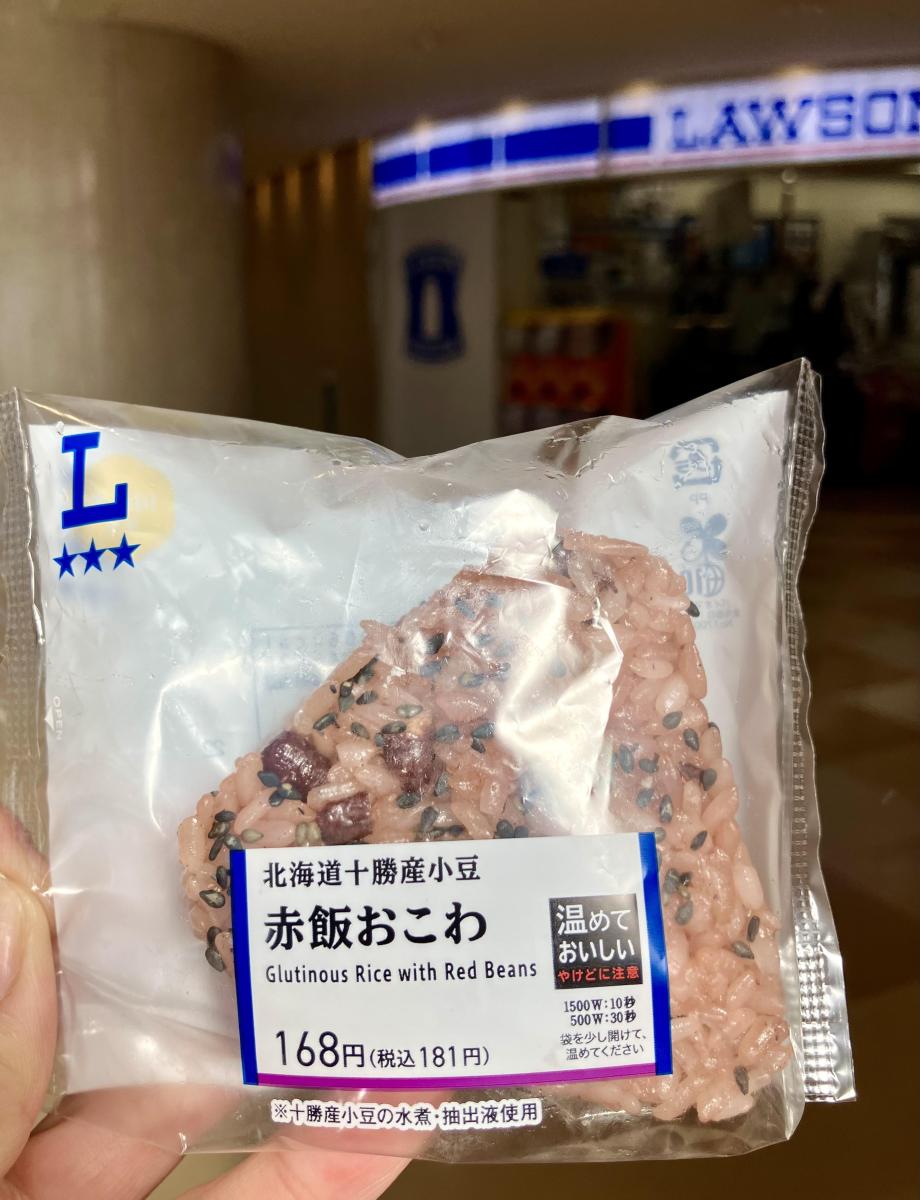 LAWSON
L
OPEN
北海道十勝産小豆
赤飯おこわ
Glutinous Rice with Red Beans
168円(税込181円)
温めて
おいしい
やけどに注意
1500W:10秒
500W:30秒
袋を少し開けて、
温めてください
※十勝産小豆の水煮・抽出液使用
PP